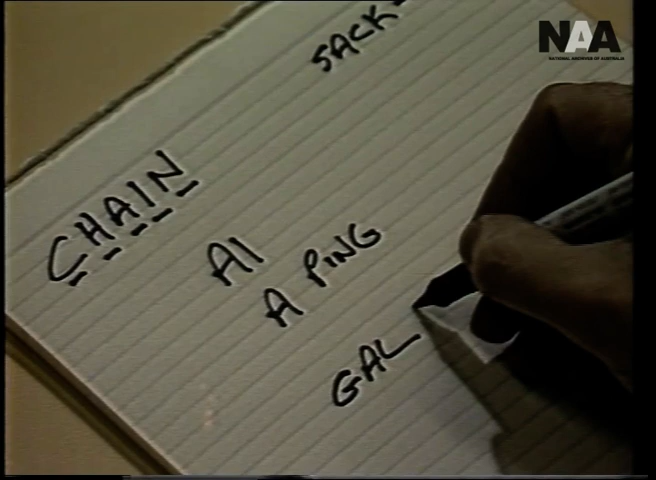 NAA
NATIONAL ARCHIVES OF AUSTRALIA
SACK-
CHAIN
AI
A PING
GAL